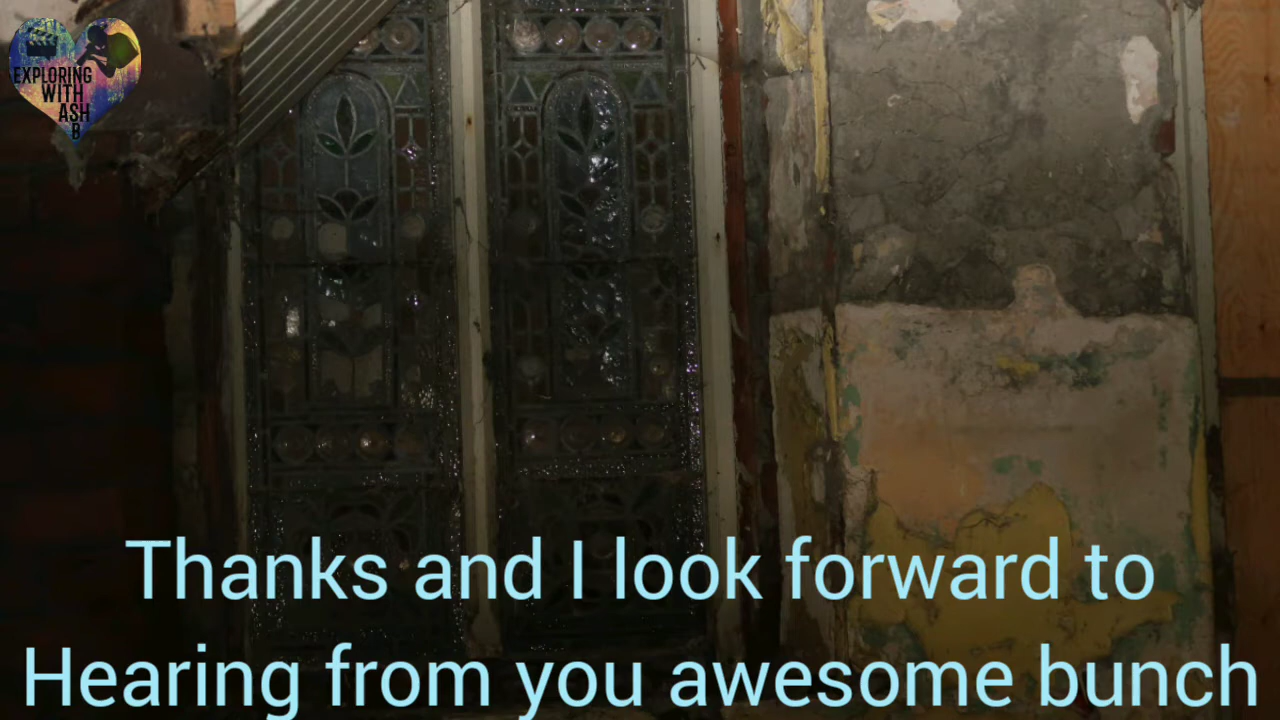 EXPLORING
WITH
ASH
B
Thanks and I look forward to
Hearing from you awesome bunch